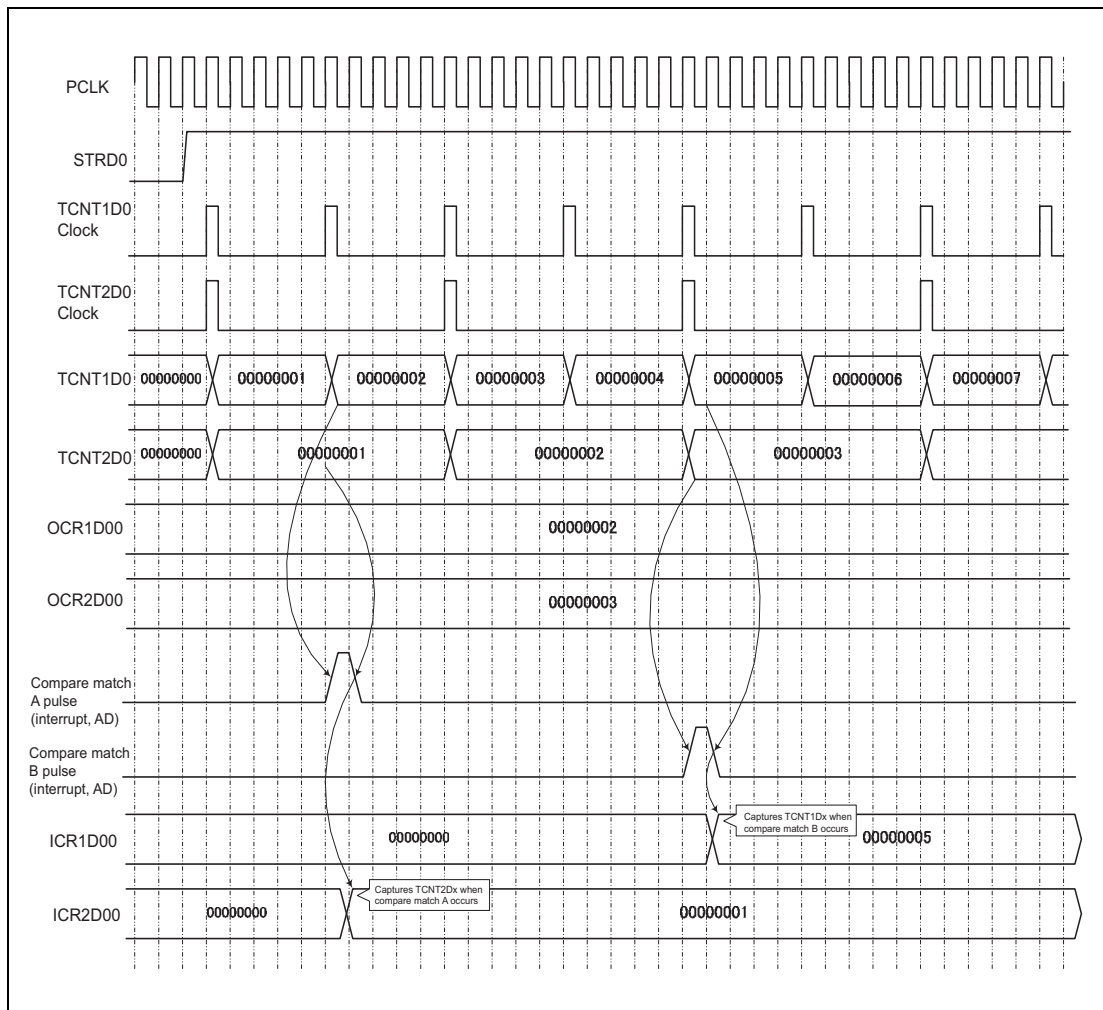 PCLK
STRD0
TCNT1D0
Clock
TCNT2D0
Clock
TCNT1D0 00000000 00000001 00000002 00000003 00000004 00000005 00000006 00000007
TCNT2D0 00000000 00000001 00000002 00000003
OCR1D00 00000002
OCR2D00 00000003
Compare match
A pulse
(interrupt, AD)
Compare match
B pulse
(interrupt, AD)
Captures TCNT1Dx when
compare match B occurs
ICR1D00 00000000 00000005
Captures TCNT2Dx when
compare match A occurs
ICR2D00 00000000 00000001